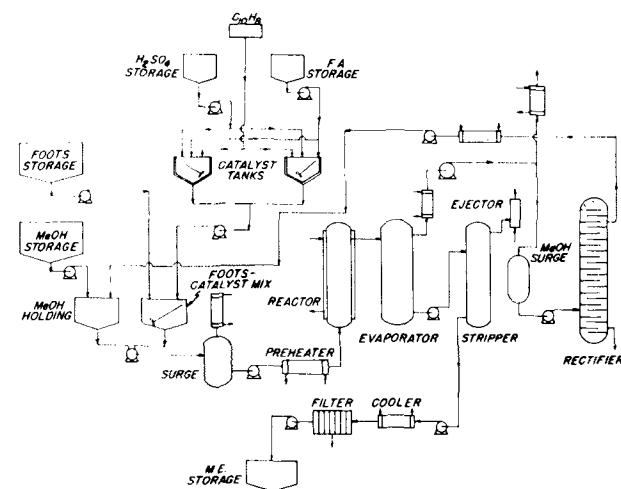 C10H8
H2SO4
STORAGE
F A
STORAGE
FOOTS
STORAGE
CATALYST
TANKS
MeOH
STORAGE
EJECTOR
MeOH
SURGE
FOOTS-
CATALYST MIX
MeOH
HOLDING
REACTOR
EVAPORATOR
STRIPPER
RECTIFIER
PREHEATER
SURGE
FILTER
COOLER
M.E.
STORAGE